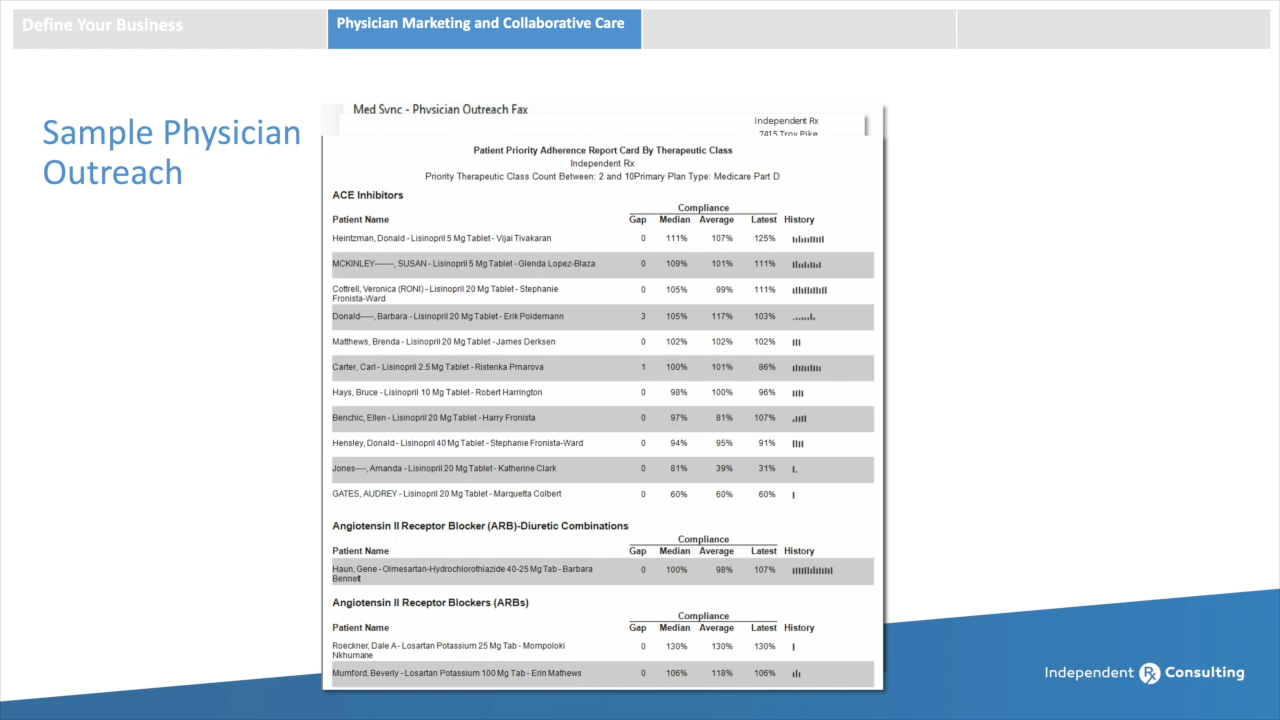 Define Your Business
Physician Marketing and Collaborative Care
Sample Physician
Outreach
Med Sync - Physician Outreach Fax
Independent Rx
7415 Troy Pike
Patient Priority Adherence Report Card By Therapeutic Class
Independent Rx
Priority Therapeutic Class Count Between: 2 and 10Primary Plan Type: Medicare Part D
ACE Inhibitors
Compliance
Patient Name Gap Median Average Latest History
Heintzman, Donald - Lisinopril 5 Mg Tablet - Vijai Tivakaran 0 111% 107% 125%
MCKINLEY-----, SUSAN - Lisinopril 5 Mg Tablet - Glenda Lopez-Blaza 0 109% 101% 111%
Cottrell, Veronica (RONI) - Lisinopril 20 Mg Tablet - Stephanie 0 105% 99% 111%
Fronista-Ward
Donald----, Barbara - Lisinopril 20 Mg Tablet - Erik Poldemann 3 105% 117% 103%
Matthews, Brenda - Lisinopril 20 Mg Tablet - James Derksen 0 102% 102% 102%
Carter, Carl - Lisinopril 2.5 Mg Tablet - Ristenka Prnarova 1 100% 101% 86%
Hays, Bruce - Lisinopril 10 Mg Tablet - Robert Harrington 0 98% 100% 96%
Benchic, Ellen - Lisinopril 20 Mg Tablet - Harry Fronista 0 97% 81% 107%
Hensley, Donald - Lisinopril 40 Mg Tablet - Stephanie Fronista-Ward 0 94% 95% 91%
Jones---, Amanda - Lisinopril 20 Mg Tablet - Katherine Clark 0 81% 39% 31%
GATES, AUDREY - Lisinopril 20 Mg Tablet - Marquetta Colbert 0 60% 60% 60%
Angiotensin II Receptor Blocker (ARB)-Diuretic Combinations
Compliance
Patient Name Gap Median Average Latest History
Haun, Gene - Olmesartan-Hydrochlorothiazide 40-25 Mg Tab - Barbara 0 100% 98% 107%
Bennett
Angiotensin II Receptor Blockers (ARBs)
Compliance
Patient Name Gap Median Average Latest History
Roeckner, Dale A - Losartan Potassium 25 Mg Tab - Mompoloki 0 130% 130% 130%
Nkhumane
Mumford, Beverly - Losartan Potassium 100 Mg Tab - Erin Mathews 0 106% 118% 106%
Independent Rx Consulting